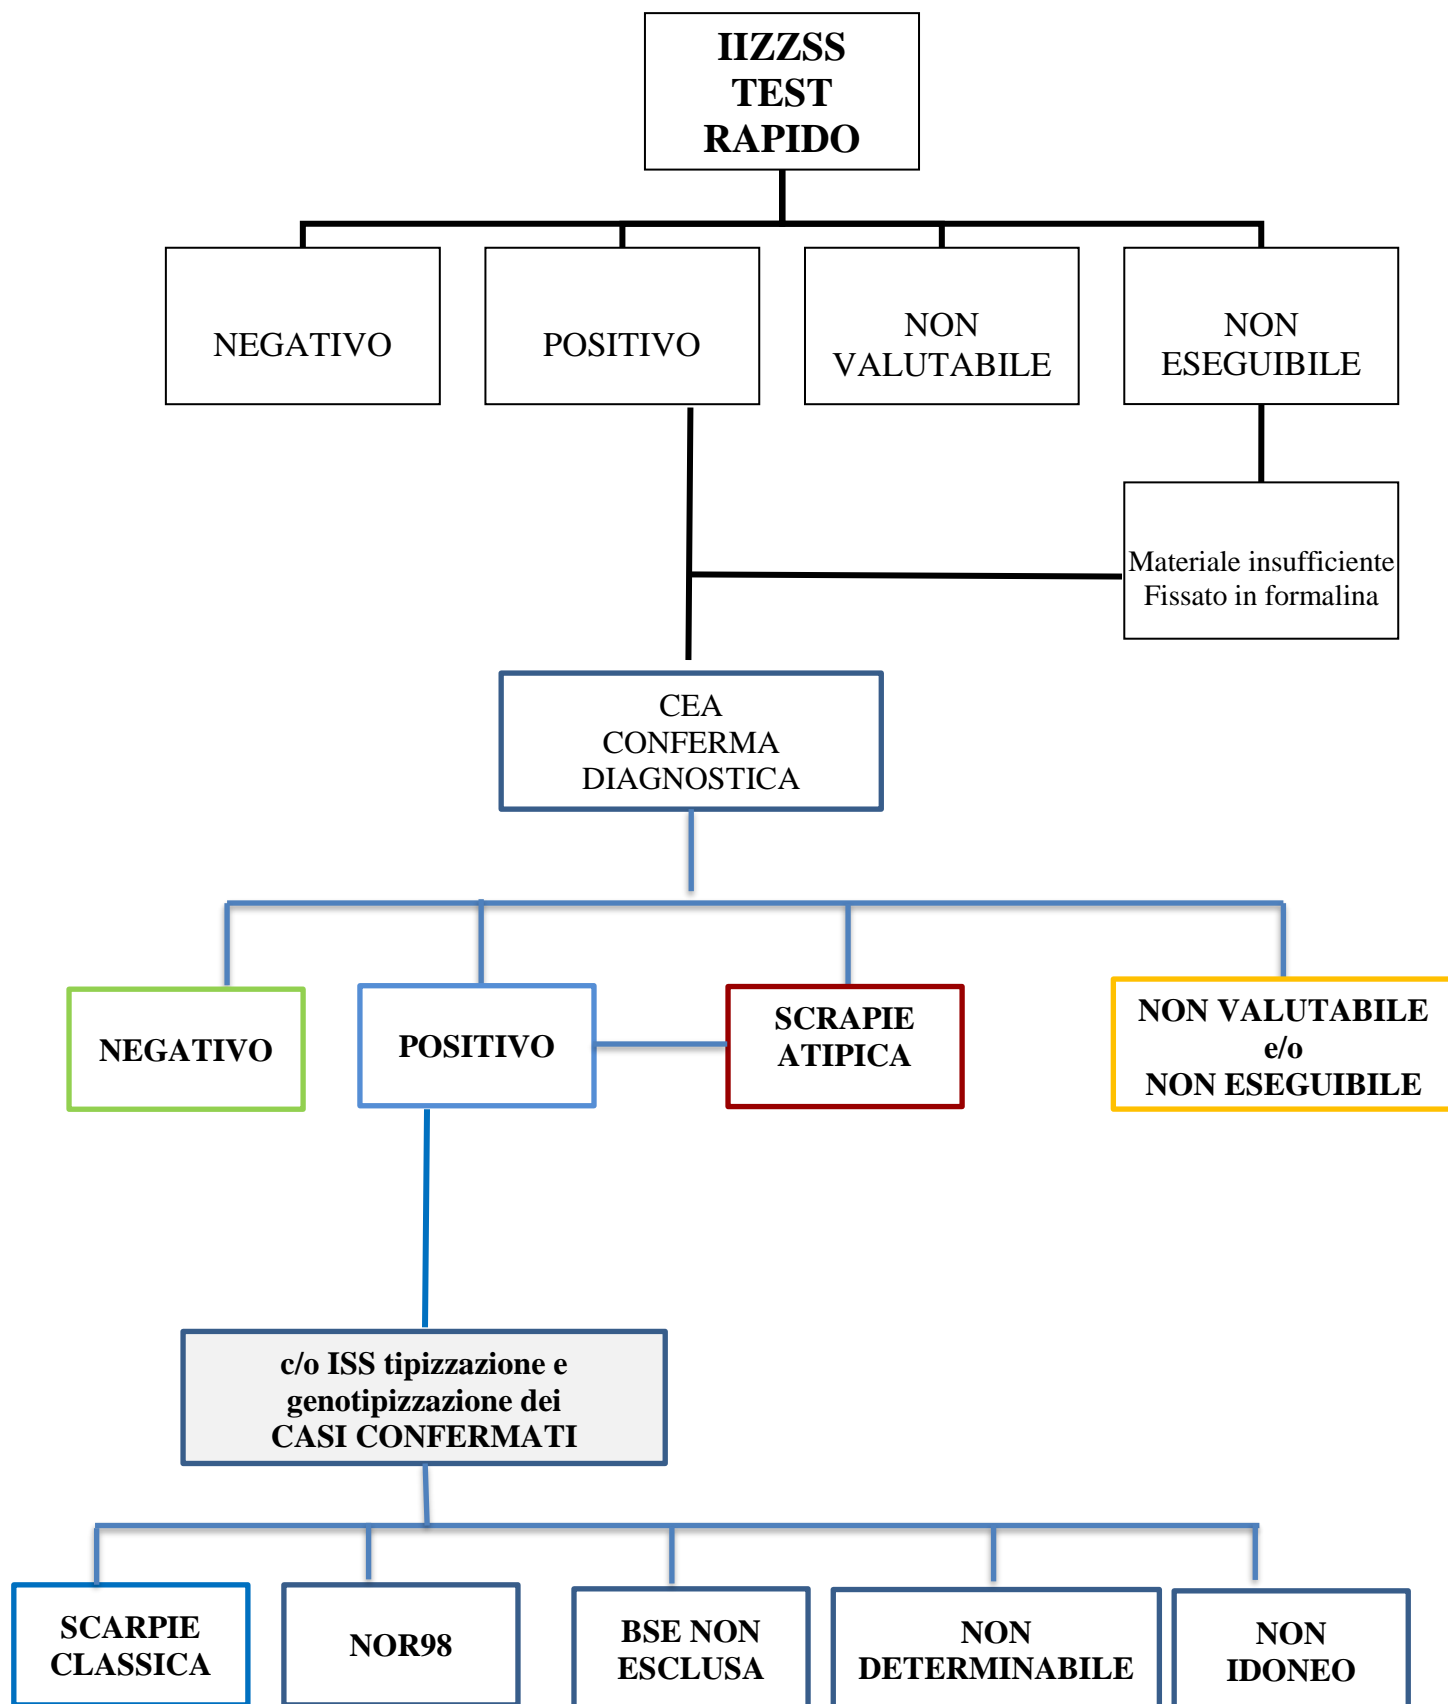 IIZZSS
TEST
RAPIDO
NEGATIVO
POSITIVO
NON
VALUTABILE
NON
ESEGUIBILE
Materiale insufficiente
Fissato in formalina
CEA
CONFERMA
DIAGNOSTICA
NEGATIVO
POSITIVO
SCRAPIE
ATIPICA
NON VALUTABILE
e/o
NON ESEGUIBILE
c/o ISS tipizzazione e
genotipizzazione dei
CASI CONFERMATI
SCARPIE
CLASSICA
NOR98
BSE NON
ESCLUSA
NON
DETERMINABILE
NON
IDONEO